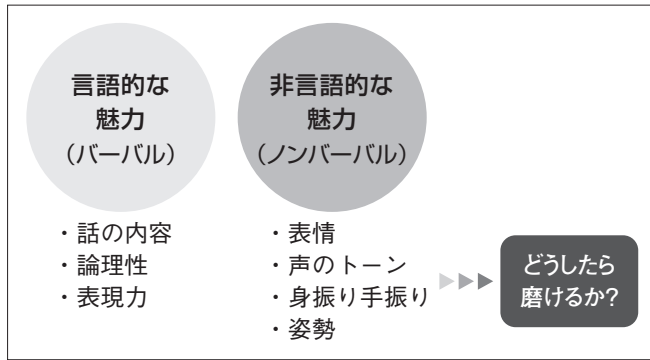 言語的な
魅力
（バーバル）
・話の内容
・論理性
・表現力
非言語的な
魅力
（ノンバーバル）
・表情
・声のトーン
・身振り手振り
・姿勢
どうしたら
磨けるか?